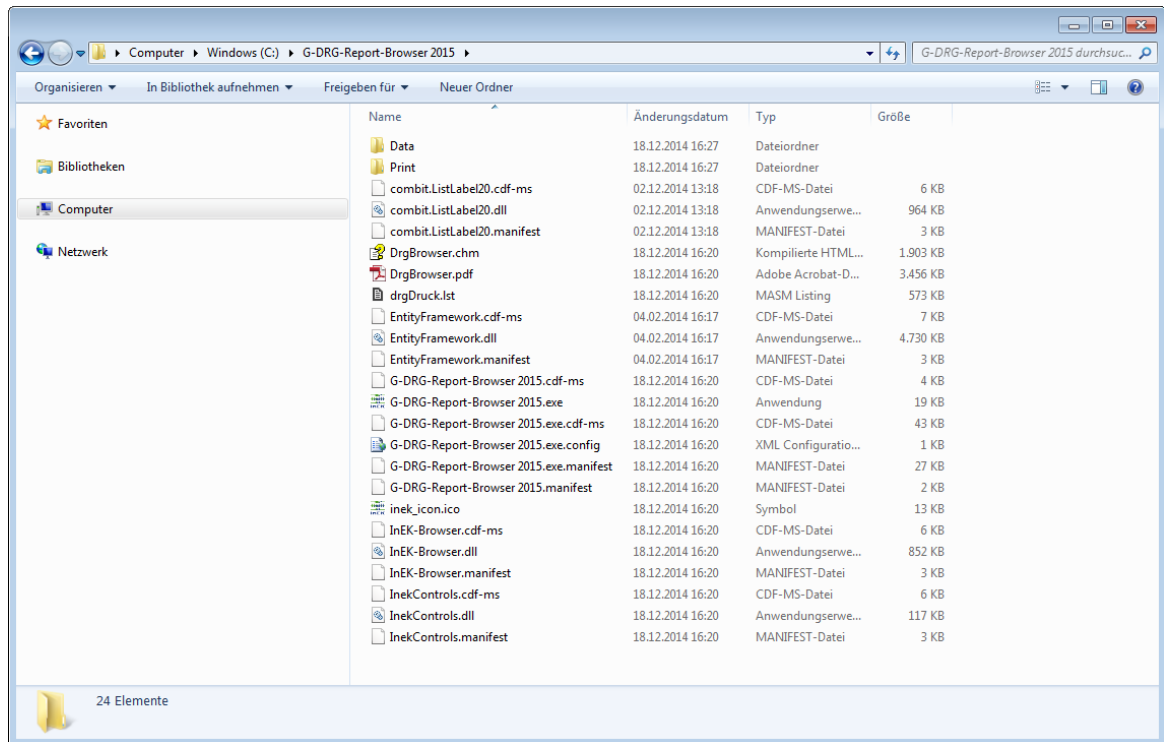 Computer Windows (C:) G-DRG-Report-Browser 2015 G-DRG-Report-Browser 2015 durchsuc...
Organisieren In Bibliothek aufnehmen Freigeben für Neuer Ordner
Favoriten
Bibliotheken
Computer
Netzwerk
Name Änderungsdatum Typ Größe
Data 18.12.2014 16:27 Dateiordner
Print 18.12.2014 16:27 Dateiordner
combit.ListLabel20.cdf-ms 02.12.2014 13:18 CDF-MS-Datei 6 KB
combit.ListLabel20.dll 02.12.2014 13:18 Anwendungserwe... 964 KB
combit.ListLabel20.manifest 02.12.2014 13:18 MANIFEST-Datei 3 KB
DrgBrowser.chm 18.12.2014 16:20 Kompilierte HTML... 1.903 KB
DrgBrowser.pdf 18.12.2014 16:20 Adobe Acrobat-D... 3.456 KB
drgDruck.lst 18.12.2014 16:20 MASM Listing 573 KB
EntityFramework.cdf-ms 04.02.2014 16:17 CDF-MS-Datei 7 KB
EntityFramework.dll 04.02.2014 16:17 Anwendungserwe... 4.730 KB
EntityFramework.manifest 04.02.2014 16:17 MANIFEST-Datei 3 KB
G-DRG-Report-Browser 2015.cdf-ms 18.12.2014 16:20 CDF-MS-Datei 4 KB
G-DRG-Report-Browser 2015.exe 18.12.2014 16:20 Anwendung 19 KB
G-DRG-Report-Browser 2015.exe.cdf-ms 18.12.2014 16:20 CDF-MS-Datei 43 KB
G-DRG-Report-Browser 2015.exe.config 18.12.2014 16:20 XML Configuratio... 1 KB
G-DRG-Report-Browser 2015.exe.manifest 18.12.2014 16:20 MANIFEST-Datei 27 KB
G-DRG-Report-Browser 2015.manifest 18.12.2014 16:20 MANIFEST-Datei 2 KB
inek_icon.ico 18.12.2014 16:20 Symbol 13 KB
InEK-Browser.cdf-ms 18.12.2014 16:20 CDF-MS-Datei 6 KB
InEK-Browser.dll 18.12.2014 16:20 Anwendungserwe... 852 KB
InEK-Browser.manifest 18.12.2014 16:20 MANIFEST-Datei 3 KB
InekControls.cdf-ms 18.12.2014 16:20 CDF-MS-Datei 6 KB
InekControls.dll 18.12.2014 16:20 Anwendungserwe... 117 KB
InekControls.manifest 18.12.2014 16:20 MANIFEST-Datei 3 KB
24 Elemente